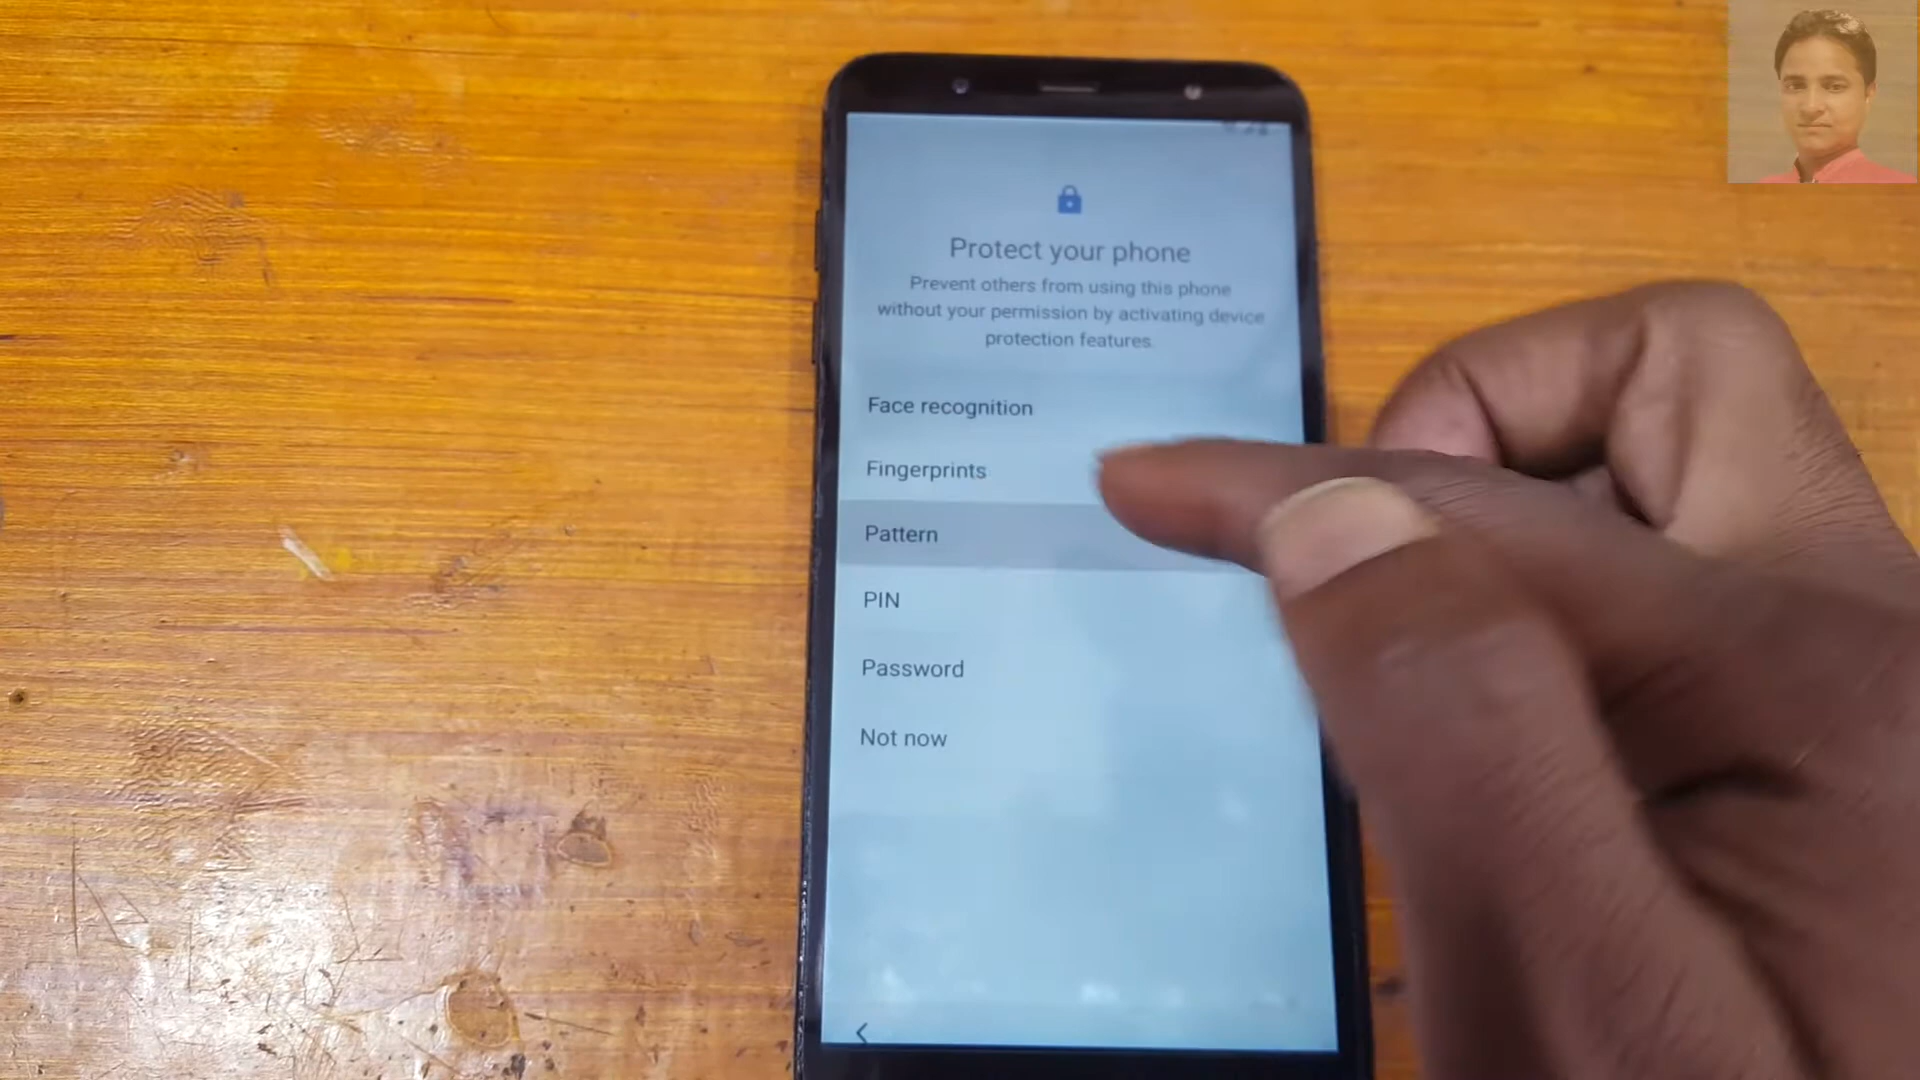 Protect your phone
Prevent others from using this phone
without your permission by activating device
protection features.
Face recognition
Fingerprints
Pattern
PIN
Password
Not now